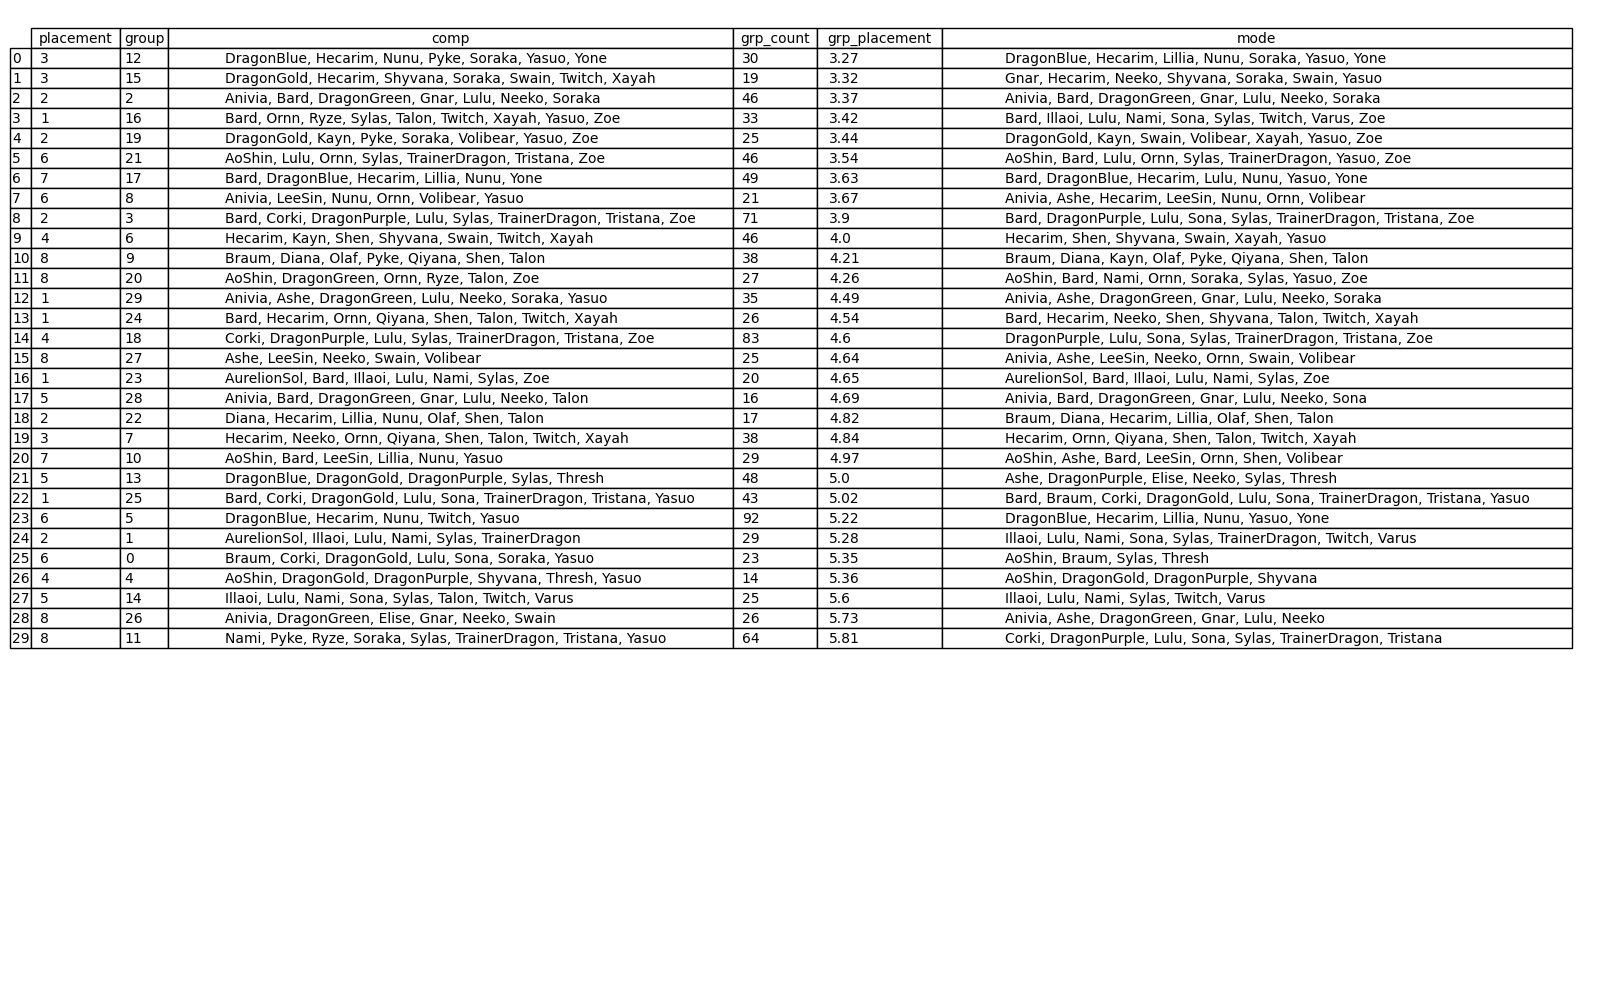 placement group comp grp_count grp_placement mode
0 3 12 DragonBlue, Hecarim, Nunu, Pyke, Soraka, Yasuo, Yone 30 3.27 DragonBlue, Hecarim, Lillia, Nunu, Soraka, Yasuo, Yone
1 3 15 DragonGold, Hecarim, Shyvana, Soraka, Swain, Twitch, Xayah 19 3.32 Gnar, Hecarim, Neeko, Shyvana, Soraka, Swain, Yasuo
2 2 2 Anivia, Bard, DragonGreen, Gnar, Lulu, Neeko, Soraka 46 3.37 Anivia, Bard, DragonGreen, Gnar, Lulu, Neeko, Soraka
3 1 16 Bard, Ornn, Ryze, Sylas, Talon, Twitch, Xayah, Yasuo, Zoe 33 3.42 Bard, Illaoi, Lulu, Nami, Sona, Sylas, Twitch, Varus, Zoe
4 2 19 DragonGold, Kayn, Pyke, Soraka, Volibear, Yasuo, Zoe 25 3.44 DragonGold, Kayn, Swain, Volibear, Xayah, Yasuo, Zoe
5 6 21 AoShin, Lulu, Ornn, Sylas, TrainerDragon, Tristana, Zoe 46 3.54 AoShin, Bard, Lulu, Ornn, Sylas, TrainerDragon, Yasuo, Zoe
6 7 17 Bard, DragonBlue, Hecarim, Lillia, Nunu, Yone 49 3.63 Bard, DragonBlue, Hecarim, Lulu, Nunu, Yasuo, Yone
7 6 8 Anivia, LeeSin, Nunu, Ornn, Volibear, Yasuo 21 3.67 Anivia, Ashe, Hecarim, LeeSin, Nunu, Ornn, Volibear
8 2 3 Bard, Corki, DragonPurple, Lulu, Sylas, TrainerDragon, Tristana, Zoe 71 3.9 Bard, DragonPurple, Lulu, Sona, Sylas, TrainerDragon, Tristana, Zoe
9 4 6 Hecarim, Kayn, Shen, Shyvana, Swain, Twitch, Xayah 46 4.0 Hecarim, Shen, Shyvana, Swain, Xayah, Yasuo
10 8 9 Braum, Diana, Olaf, Pyke, Qiyana, Shen, Talon 38 4.21 Braum, Diana, Kayn, Olaf, Pyke, Qiyana, Shen, Talon
11 8 20 AoShin, DragonGreen, Ornn, Ryze, Talon, Zoe 27 4.26 AoShin, Bard, Nami, Ornn, Soraka, Sylas, Yasuo, Zoe
12 1 29 Anivia, Ashe, DragonGreen, Lulu, Neeko, Soraka, Yasuo 35 4.49 Anivia, Ashe, DragonGreen, Gnar, Lulu, Neeko, Soraka
13 1 24 Bard, Hecarim, Ornn, Qiyana, Shen, Talon, Twitch, Xayah 26 4.54 Bard, Hecarim, Neeko, Shen, Shyvana, Talon, Twitch, Xayah
14 4 18 Corki, DragonPurple, Lulu, Sylas, TrainerDragon, Tristana, Zoe 83 4.6 DragonPurple, Lulu, Sona, Sylas, TrainerDragon, Tristana, Zoe
15 8 27 Ashe, LeeSin, Neeko, Swain, Volibear 25 4.64 Anivia, Ashe, LeeSin, Neeko, Ornn, Swain, Volibear
16 1 23 AurelionSol, Bard, Illaoi, Lulu, Nami, Sylas, Zoe 20 4.65 AurelionSol, Bard, Illaoi, Lulu, Nami, Sylas, Zoe
17 5 28 Anivia, Bard, DragonGreen, Gnar, Lulu, Neeko, Talon 16 4.69 Anivia, Bard, DragonGreen, Gnar, Lulu, Neeko, Sona
18 2 22 Diana, Hecarim, Lillia, Nunu, Olaf, Shen, Talon 17 4.82 Braum, Diana, Hecarim, Lillia, Olaf, Shen, Talon
19 3 7 Hecarim, Neeko, Ornn, Qiyana, Shen, Talon, Twitch, Xayah 38 4.84 Hecarim, Ornn, Qiyana, Shen, Talon, Twitch, Xayah
20 7 10 AoShin, Bard, LeeSin, Lillia, Nunu, Yasuo 29 4.97 AoShin, Ashe, Bard, LeeSin, Ornn, Shen, Volibear
21 5 13 DragonBlue, DragonGold, DragonPurple, Sylas, Thresh 48 5.0 Ashe, DragonPurple, Elise, Neeko, Sylas, Thresh
22 1 25 Bard, Corki, DragonGold, Lulu, Sona, TrainerDragon, Tristana, Yasuo 43 5.02 Bard, Braum, Corki, DragonGold, Lulu, Sona, TrainerDragon, Tristana, Yasuo
23 6 5 DragonBlue, Hecarim, Nunu, Twitch, Yasuo 92 5.22 DragonBlue, Hecarim, Lillia, Nunu, Yasuo, Yone
24 2 1 AurelionSol, Illaoi, Lulu, Nami, Sylas, TrainerDragon 29 5.28 Illaoi, Lulu, Nami, Sona, Sylas, TrainerDragon, Twitch, Varus
25 6 0 Braum, Corki, DragonGold, Lulu, Sona, Soraka, Yasuo 23 5.35 AoShin, Braum, Sylas, Thresh
26 4 4 AoShin, DragonGold, DragonPurple, Shyvana, Thresh, Yasuo 14 5.36 AoShin, DragonGold, DragonPurple, Shyvana
27 5 14 Illaoi, Lulu, Nami, Sona, Sylas, Talon, Twitch, Varus 25 5.6 Illaoi, Lulu, Nami, Sylas, Twitch, Varus
28 8 26 Anivia, DragonGreen, Elise, Gnar, Neeko, Swain 26 5.73 Anivia, Ashe, DragonGreen, Gnar, Lulu, Neeko
29 8 11 Nami, Pyke, Ryze, Soraka, Sylas, TrainerDragon, Tristana, Yasuo 64 5.81 Corki, DragonPurple, Lulu, Sona, Sylas, TrainerDragon, Tristana